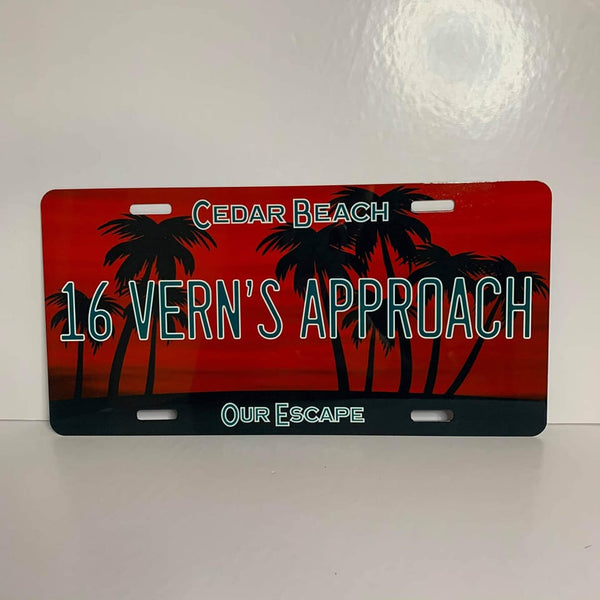 CEDAR BEACH
16 VERN'S APPROACH
OUR ESCAPE